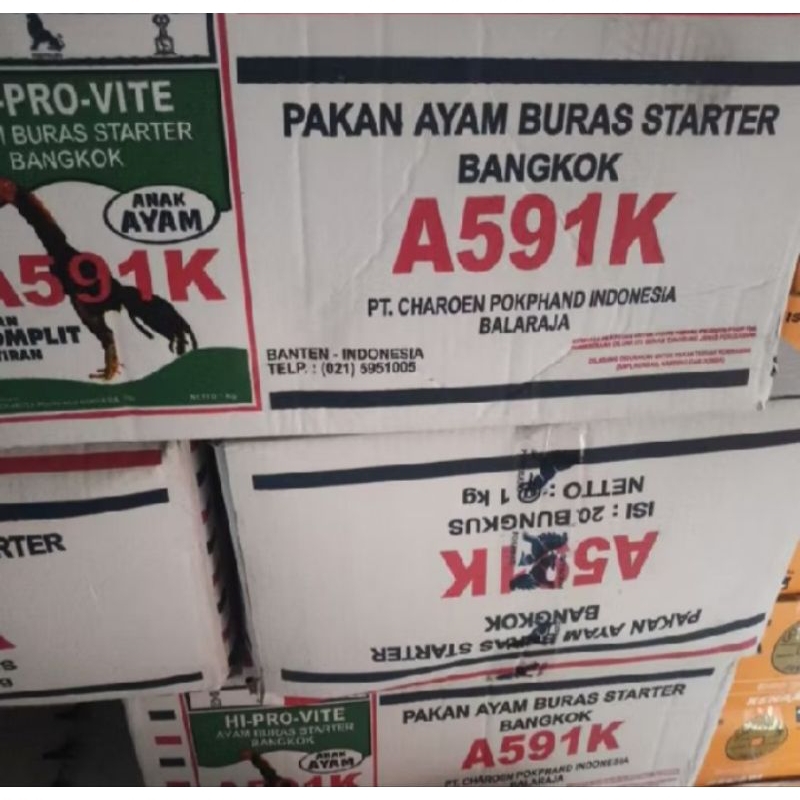 -PRO-VITE
BURAS STARTER
BANGKOK
ANAK
AYAM
A591K
OMPLIT
TIRAN
PAKAN AYAM BURAS STARTER
BANGKOK
A591K
PT. CHAROEN POKPHAND INDONESIA
BALARAJA
BANTEN - INDONESIA
TELP. : (021) 5951005
RTER
PAKAN AYAM BURAS STARTER
BANGKOK
A591K
ISI : 20 BUNGKUS
NETTO : @ 1 kg
HI-PRO-VITE
AYAM BURAS STARTER
BANGKOK
ANAK
AYAM
A591K
PAKAN AYAM BURAS STARTER
BANGKOK
A591K
PT. CHAROEN POKPHAND INDONESIA
BALARAJA